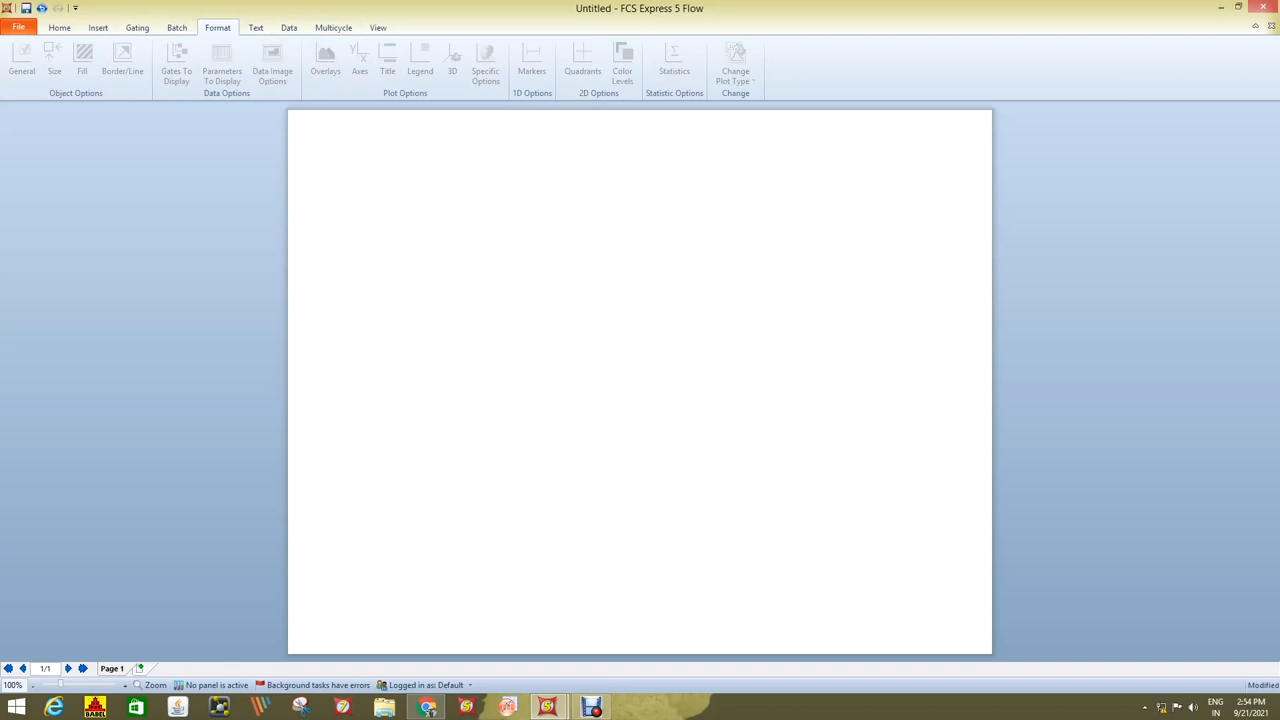 Untitled - FCS Express 5 Flow
File Home Insert Gating Batch Format Text Data Multicycle View
General Size Fill Border/Line Gates To Display Parameters To Display Data Image Options Overlays Axes Title Legend 3D Specific Options Markers Quadrants Color Levels Statistics Change Plot Type
Object Options Data Options Plot Options 1D Options 2D Options Statistic Options Change
1/1 Page 1
100% Zoom No panel is active Background tasks have errors Logged in as: Default Modified
BABEL 7 5 5 ENG 2:54 PM
IN 9/21/2021